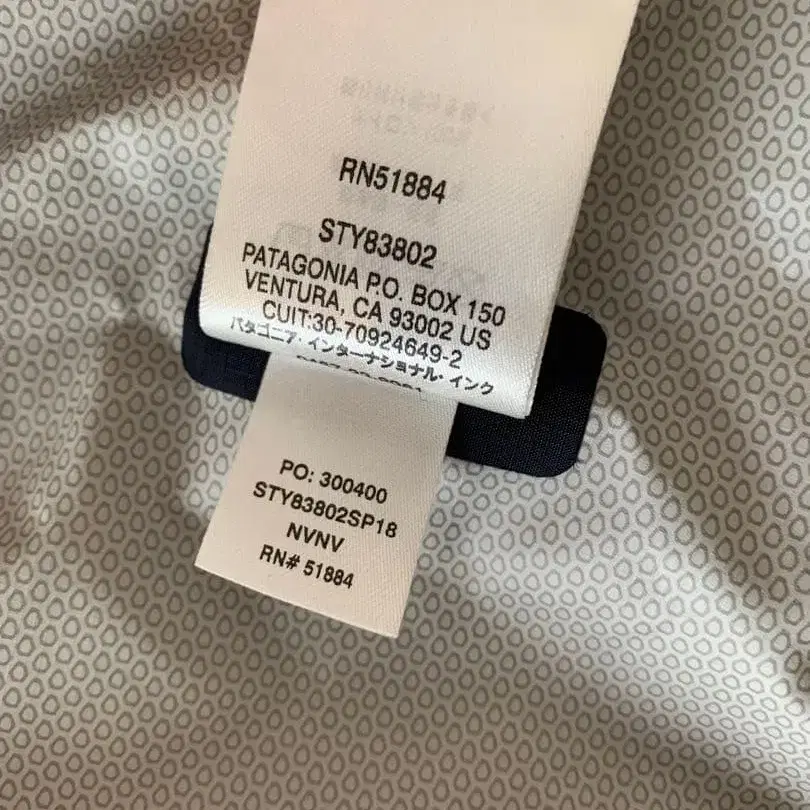 RN51884
STY83802
PATAGONIA P.O. BOX 150
VENTURA, CA 93002 US
CUIT:30-70924649-2
パタゴニア・インターナショナル・インク
PO: 300400
STY83802SP18
NVNV
RN# 51884